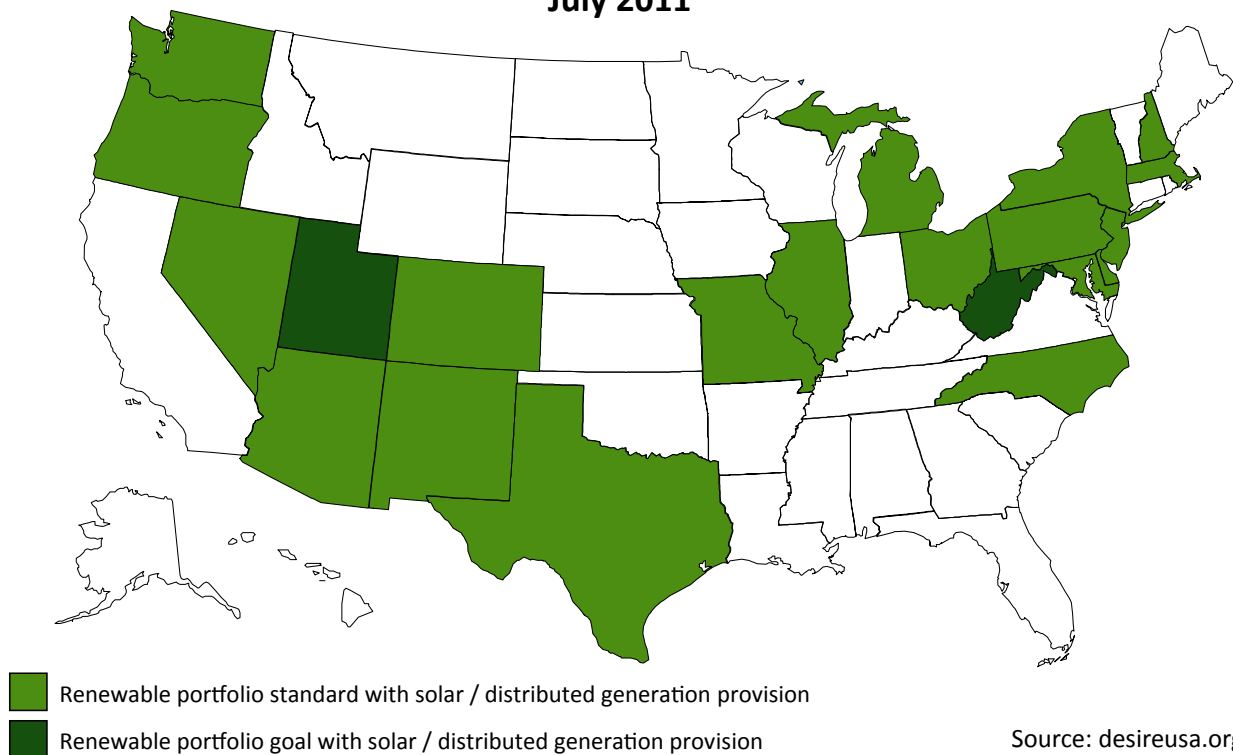 July 2011
Renewable portfolio standard with solar / distributed generation provision
Renewable portfolio goal with solar / distributed generation provision
Source: desireusa.org